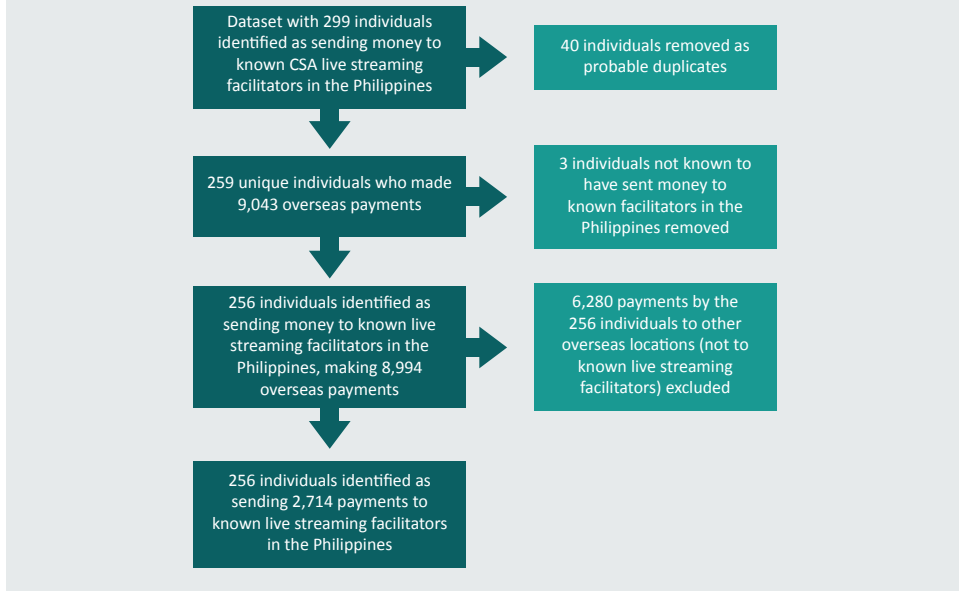 Dataset with 299 individuals
identified as sending money to
known CSA live streaming
facilitators in the Philippines
40 individuals removed as
probable duplicates
259 unique individuals who made
9,043 overseas payments
3 individuals not known to
have sent money to
known facilitators in the
Philippines removed
256 individuals identified as
sending money to known live
streaming facilitators in the
Philippines, making 8,994
overseas payments
6,280 payments by the
256 individuals to other
overseas locations (not to
known live streaming
facilitators) excluded
256 individuals identified as
sending 2,714 payments to
known live streaming facilitators
in the Philippines